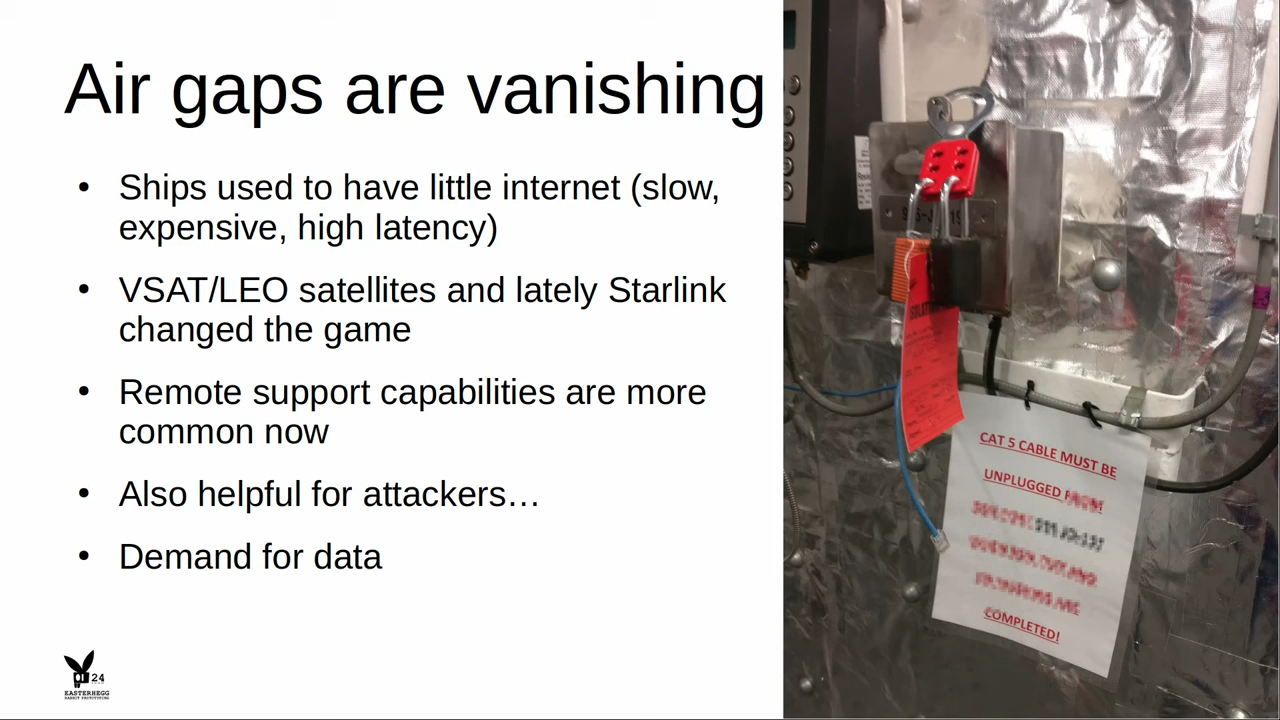 Air gaps are vanishing
• Ships used to have little internet (slow,
expensive, high latency)
• VSAT/LEO satellites and lately Starlink
changed the game
• Remote support capabilities are more
common now
• Also helpful for attackers…
• Demand for data
24
EASTERHEGG
RABBIT PROTOTYPING
CAT 5 CABLE MUST BE
UNPLUGGED
COMPLETED!